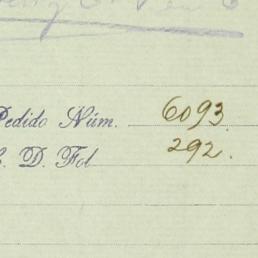 Pedido Núm. 6093.
C. D. Fol 292.